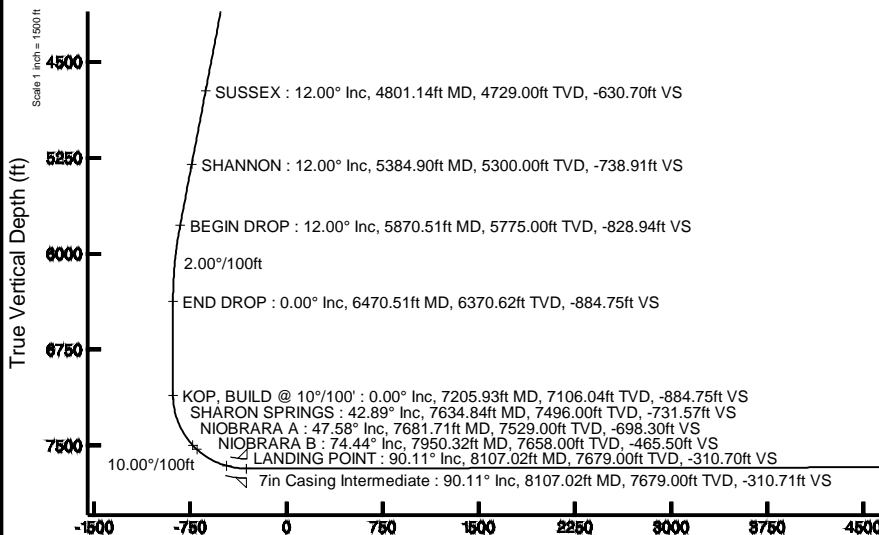 Scale 1 inch = 1500 ft
True Vertical Depth (ft)
4500
SUSSEX : 12.00° Inc, 4801.14ft MD, 4729.00ft TVD, -630.70ft VS
5250
SHANNON : 12.00° Inc, 5384.90ft MD, 5300.00ft TVD, -738.91ft VS
BEGIN DROP : 12.00° Inc, 5870.51ft MD, 5775.00ft TVD, -828.94ft VS
6000
2.00°/100ft
END DROP : 0.00° Inc, 6470.51ft MD, 6370.62ft TVD, -884.75ft VS
6750
KOP, BUILD @ 10°/100' : 0.00° Inc, 7205.93ft MD, 7106.04ft TVD, -884.75ft VS
SHARON SPRINGS : 42.89° Inc, 7634.84ft MD, 7496.00ft TVD, -731.57ft VS
NIOBRARA A : 47.58° Inc, 7681.71ft MD, 7529.00ft TVD, -698.30ft VS
7500
NIOBRARA B : 74.44° Inc, 7950.32ft MD, 7658.00ft TVD, -465.50ft VS
LANDING POINT : 90.11° Inc, 8107.02ft MD, 7679.00ft TVD, -310.70ft VS
10.00°/100ft
7in Casing Intermediate : 90.11° Inc, 8107.02ft MD, 7679.00ft TVD, -310.71ft VS
-1500 -750 0 750 1500 2250 3000 3750 4500